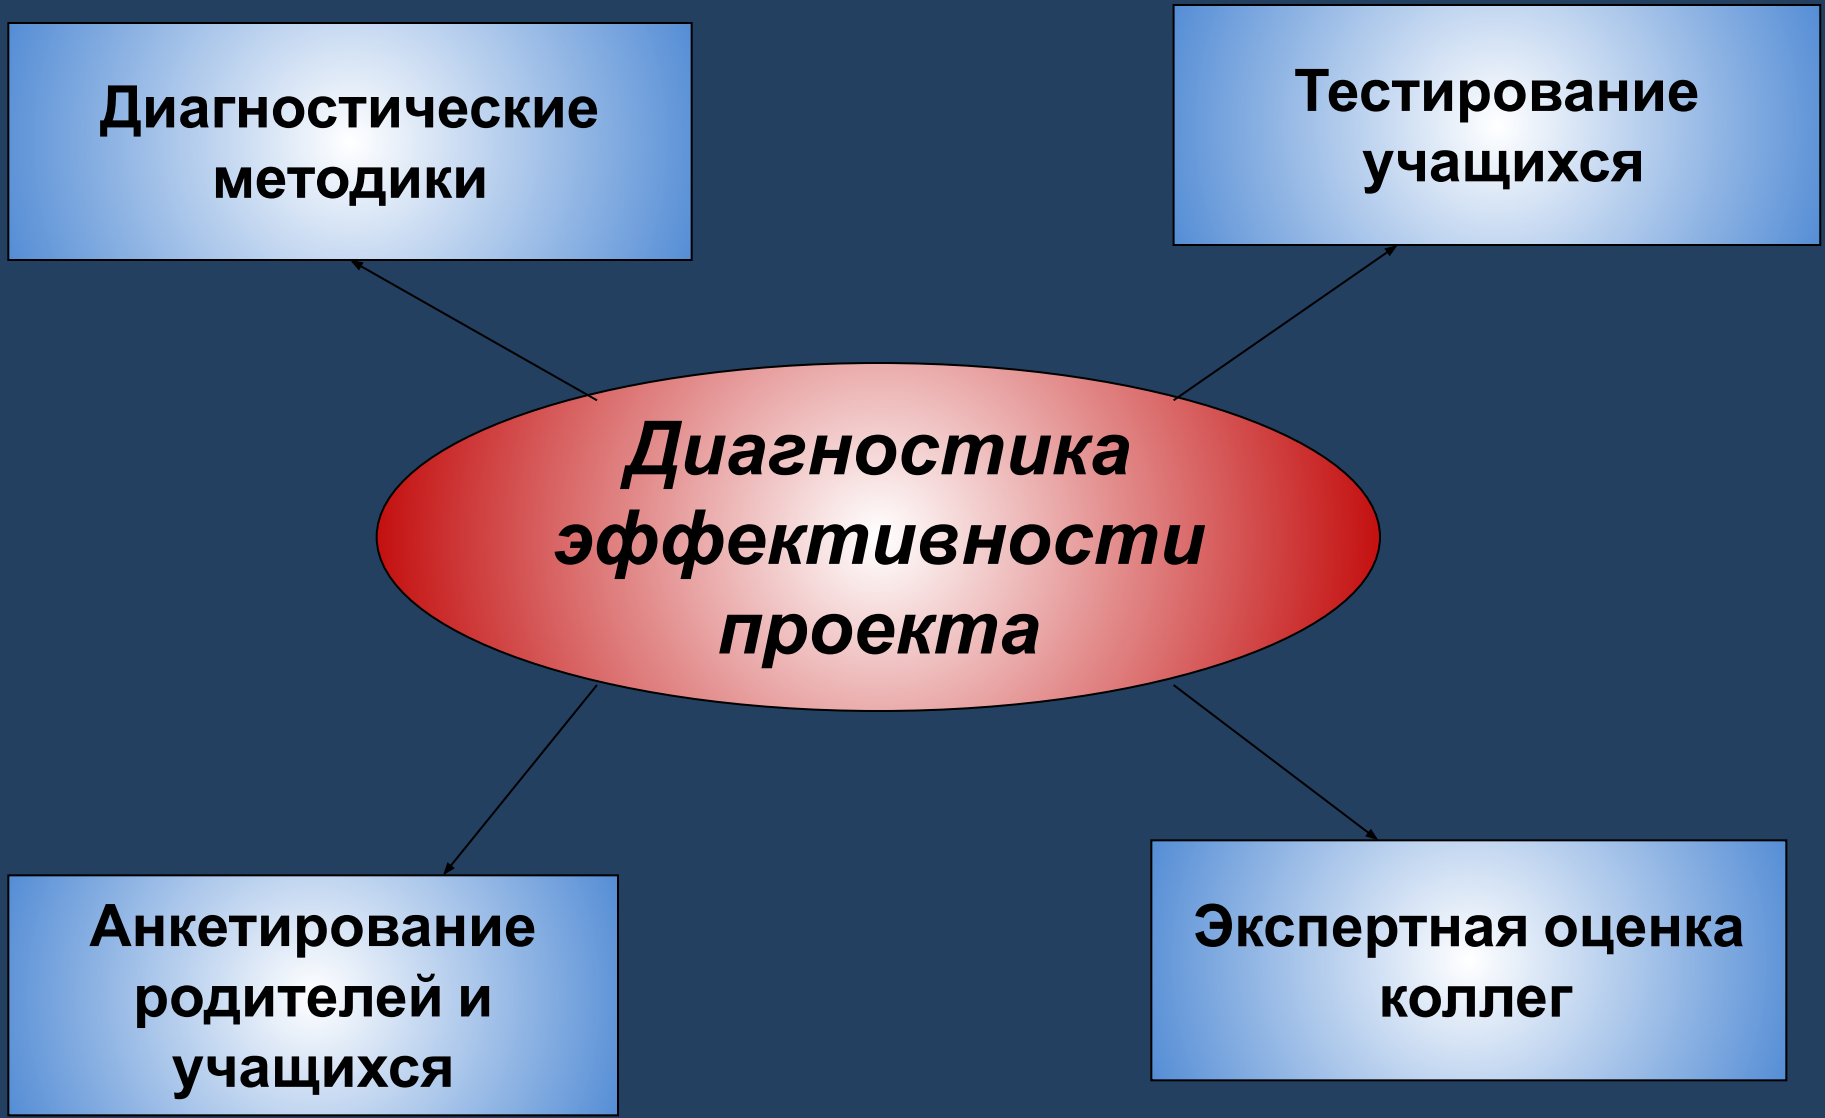 Диагностические
методики
Тестирование
учащихся
Диагностика
эффективности
проекта
Анкетирование
родителей и
учащихся
Экспертная оценка
коллег